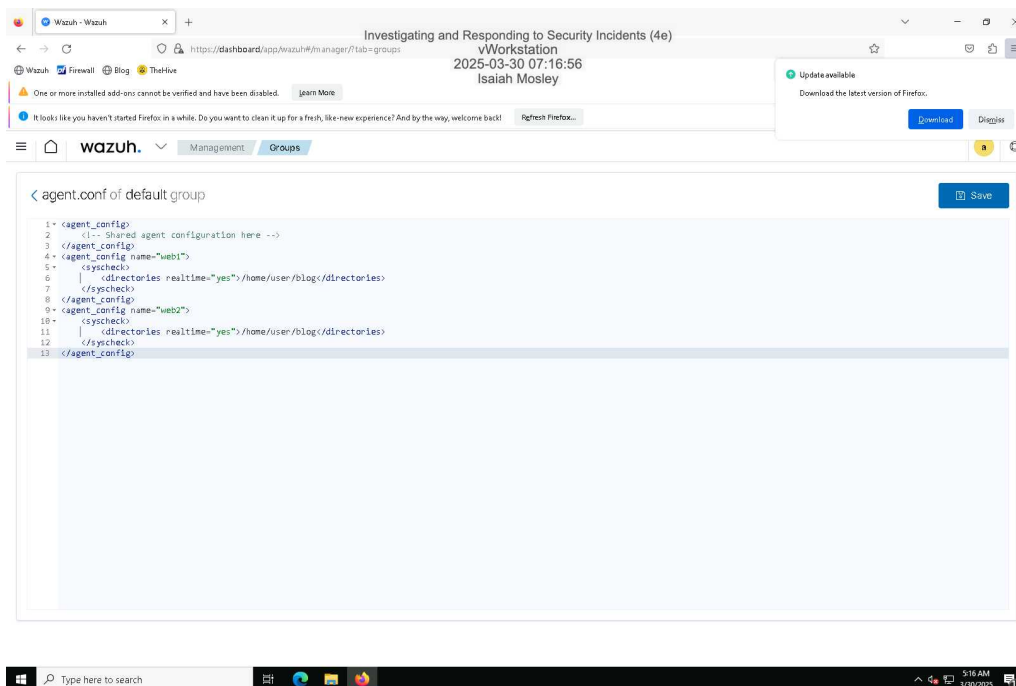 Wazuh - Wazuh
Investigating and Responding to Security Incidents (4e)
vWorkstation
2025-03-30 07:16:56
Isaiah Mosley
https://dashboard/app/wazuh#/manager/?tab=groups
Wazuh Firewall Blog TheHive
One or more installed add-ons cannot be verified and have been disabled. Learn More
It looks like you haven't started Firefox in a while. Do you want to clean it up for a fresh, like-new experience? And by the way, welcome back! Refresh Firefox...
Update available
Download the latest version of Firefox.
Download Dismiss
wazuh. Management Groups a
agent.conf of default group
Save
1 <agent_config>
2 <!-- Shared agent configuration here -->
3 </agent_config>
4 <agent_config name="web1">
5 <syscheck>
6 <directories realtime="yes">/home/user/blog</directories>
7 </syscheck>
8 </agent_config>
9 <agent_config name="web2">
10 <syscheck>
11 <directories realtime="yes">/home/user/blog</directories>
12 </syscheck>
13 </agent_config>
Type here to search
5:16 AM
3/30/2025